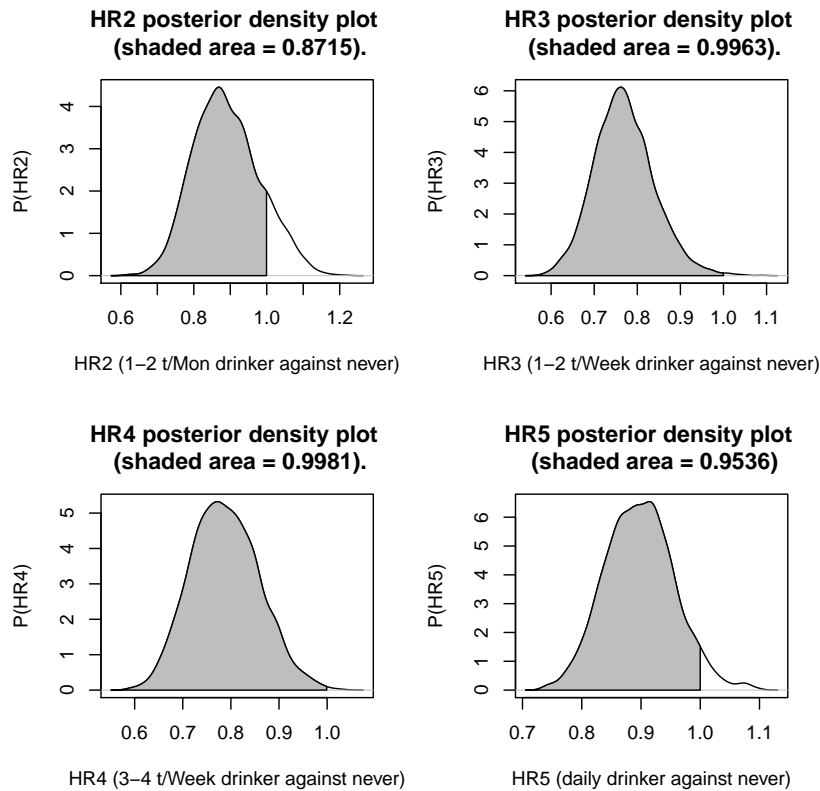 HR2 posterior density plot
(shaded area = 0.8715).
P(HR2)
4
3
2
1
0
0.6
0.8
1.0
1.2
HR2 (1−2 t/Mon drinker against never)
HR3 posterior density plot
(shaded area = 0.9963).
P(HR3)
6
5
4
3
2
1
0
0.6
0.7
0.8
0.9
1.0
1.1
HR3 (1−2 t/Week drinker against never)
HR4 posterior density plot
(shaded area = 0.9981).
P(HR4)
5
4
3
2
1
0
0.6
0.7
0.8
0.9
1.0
HR4 (3−4 t/Week drinker against never)
HR5 posterior density plot
(shaded area = 0.9536)
P(HR5)
6
5
4
3
2
1
0
0.7
0.8
0.9
1.0
1.1
HR5 (daily drinker against never)